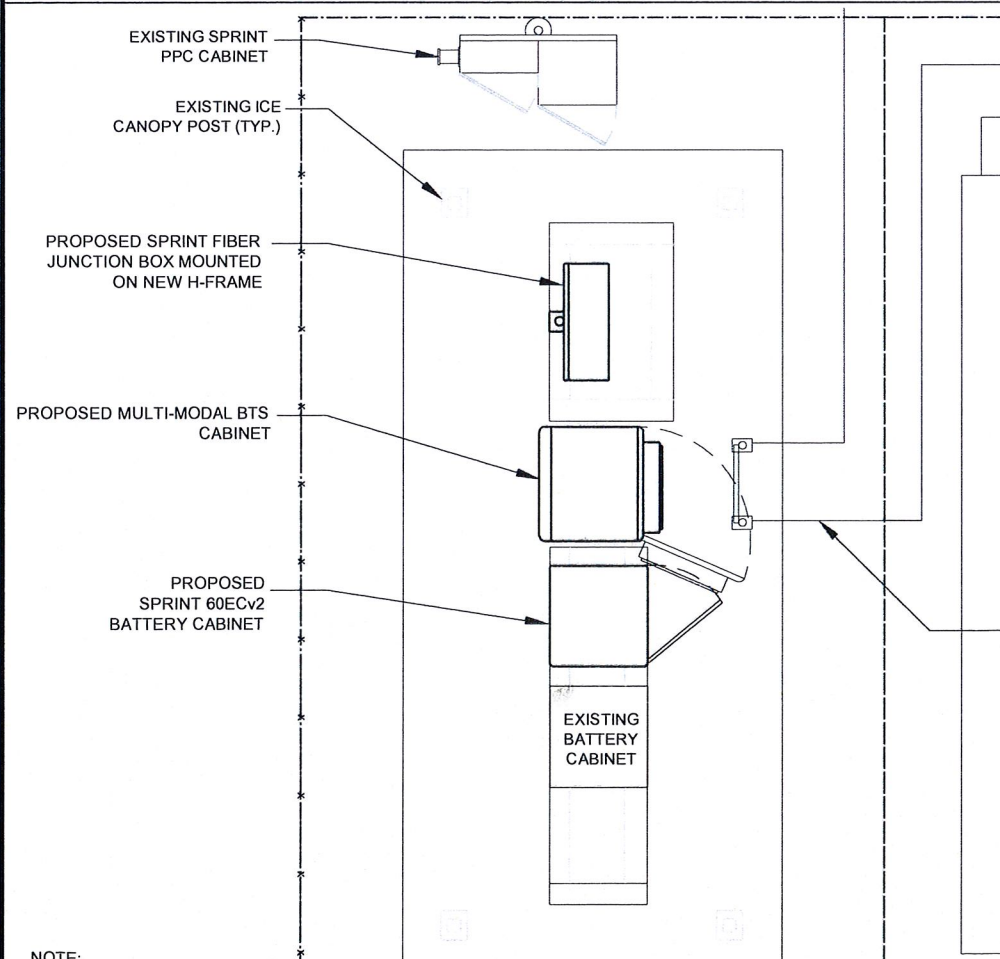 EXISTING SPRINT
PPC CABINET
EXISTING ICE
CANOPY POST (TYP.)
PROPOSED SPRINT FIBER
JUNCTION BOX MOUNTED
ON NEW H-FRAME
PROPOSED MULTI-MODAL BTS
CABINET
PROPOSED
SPRINT 60ECv2
BATTERY CABINET
EXISTING
BATTERY
CABINET
NOTE: